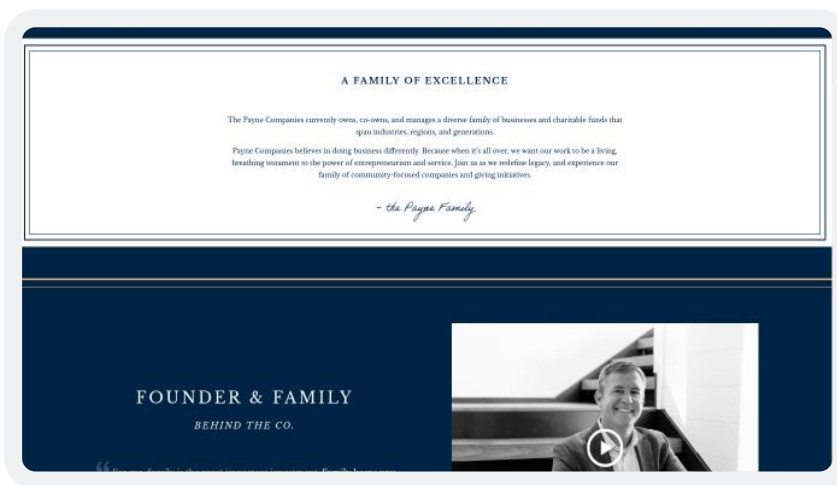 A FAMILY OF EXCELLENCE
The Payne Companies currently owns, co-owns, and manages a diverse family of businesses and charitable funds that
span industries, regions, and generations.
Payne Companies believes in doing business differently. Because when it's all over, we want our work to be a living,
breathing testament to the power of entrepreneurism and service. Join us as we redefine legacy, and experience our
family of community-focused companies and giving initiatives.
- the Payne Family
FOUNDER & FAMILY
BEHIND THE CO.